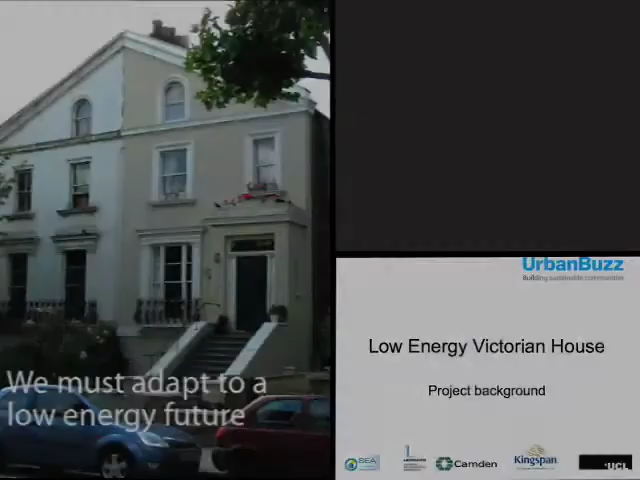 We must adapt to a
low energy future
UrbanBuzz
Building sustainable communities
Low Energy Victorian House
Project background
SEA
Camden
Kingspan
UCL